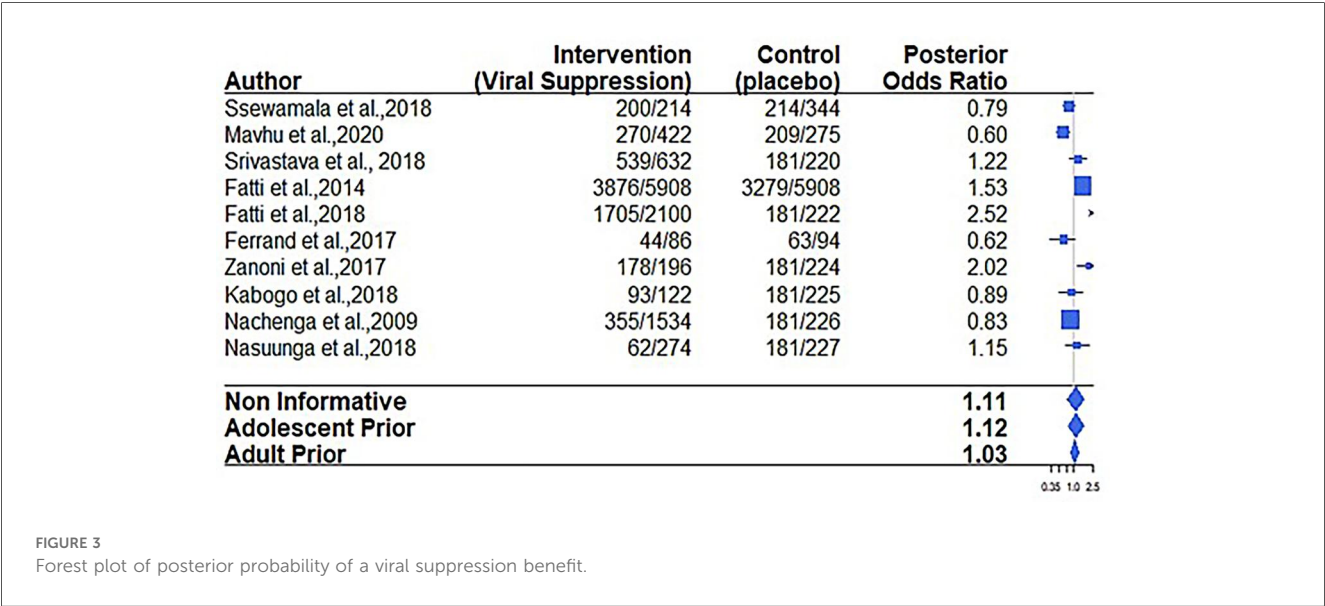 Intervention Control Posterior
Author (Viral Suppression) (placebo) Odds Ratio
Ssewamala et al.,2018 200/214 214/344 0.79
Mavhu et al.,2020 270/422 209/275 0.60
Srivastava et al., 2018 539/632 181/220 1.22
Fatti et al.,2014 3876/5908 3279/5908 1.53
Fatti et al.,2018 1705/2100 181/222 2.52
Ferrand et al.,2017 44/86 63/94 0.62
Zanoni et al.,2017 178/196 181/224 2.02
Kabogo et al.,2018 93/122 181/225 0.89
Nachenga et al.,2009 355/1534 181/226 0.83
Nasuunga et al.,2018 62/274 181/227 1.15
Non Informative 1.11
Adolescent Prior 1.12
Adult Prior 1.03
0.35 1.0 2.5
FIGURE 3
Forest plot of posterior probability of a viral suppression benefit.